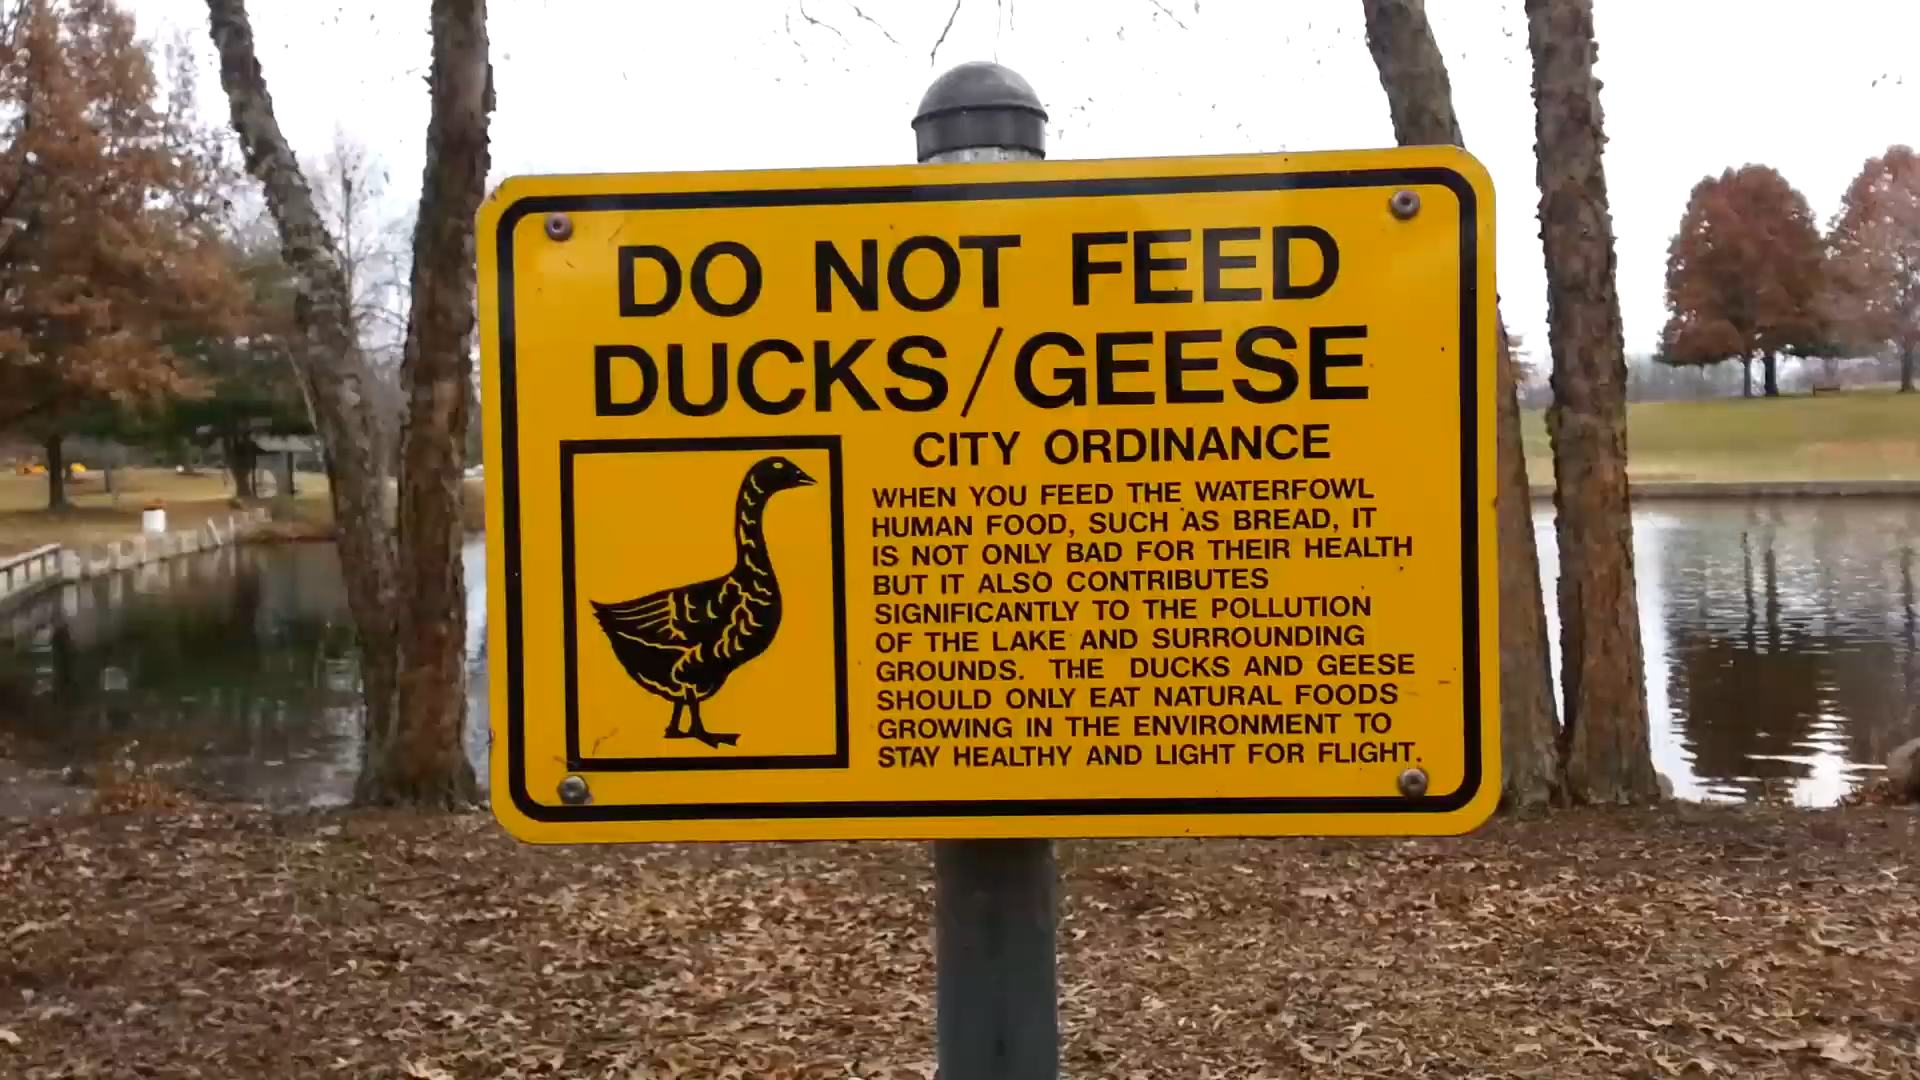 DO NOT FEED
DUCKS/GEESE
CITY ORDINANCE
WHEN YOU FEED THE WATERFOWL
HUMAN FOOD, SUCH AS BREAD, IT
IS NOT ONLY BAD FOR THEIR HEALTH
BUT IT ALSO CONTRIBUTES
SIGNIFICANTLY TO THE POLLUTION
OF THE LAKE AND SURROUNDING
GROUNDS. THE DUCKS AND GEESE
SHOULD ONLY EAT NATURAL FOODS
GROWING IN THE ENVIRONMENT TO
STAY HEALTHY AND LIGHT FOR FLIGHT.